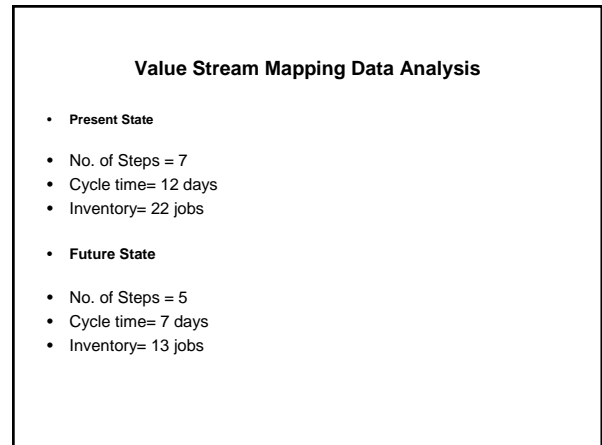 Value Stream Mapping Data Analysis
• Present State
• No. of Steps = 7
• Cycle time= 12 days
• Inventory= 22 jobs
• Future State
• No. of Steps = 5
• Cycle time= 7 days
• Inventory= 13 jobs